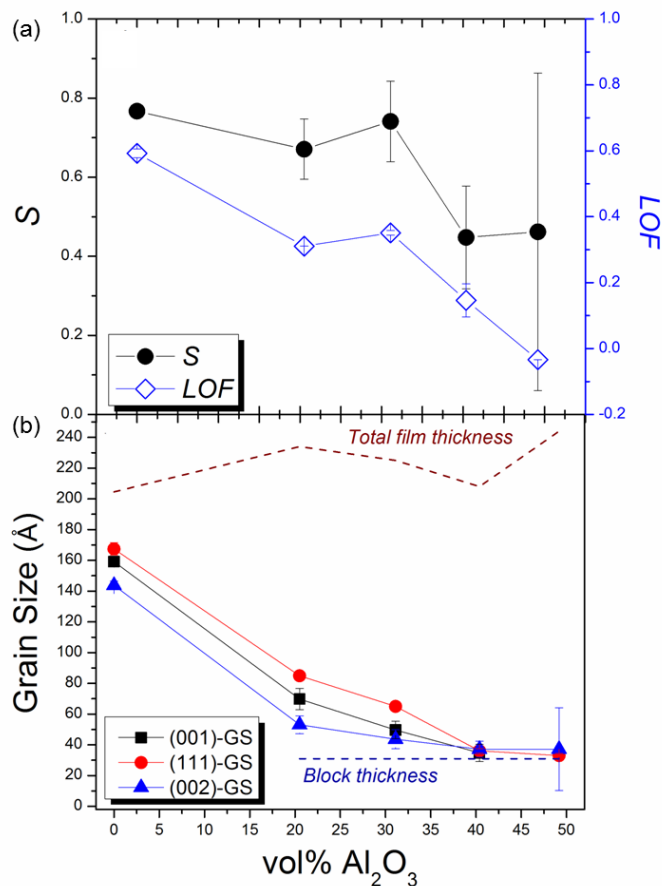 (a)
1.0
0.8
0.6
0.4
0.2
0.0
S
1.0
0.8
0.6
0.4
0.2
0.0
-0.2
LOF
S
LOF
(b)
240
220
200
180
160
140
120
100
80
60
40
20
0
Grain Size (Å)
Total film thickness
Block thickness
(001)-GS
(111)-GS
(002)-GS
0 5 10 15 20 25 30 35 40 45 50
vol% Al₂O₃